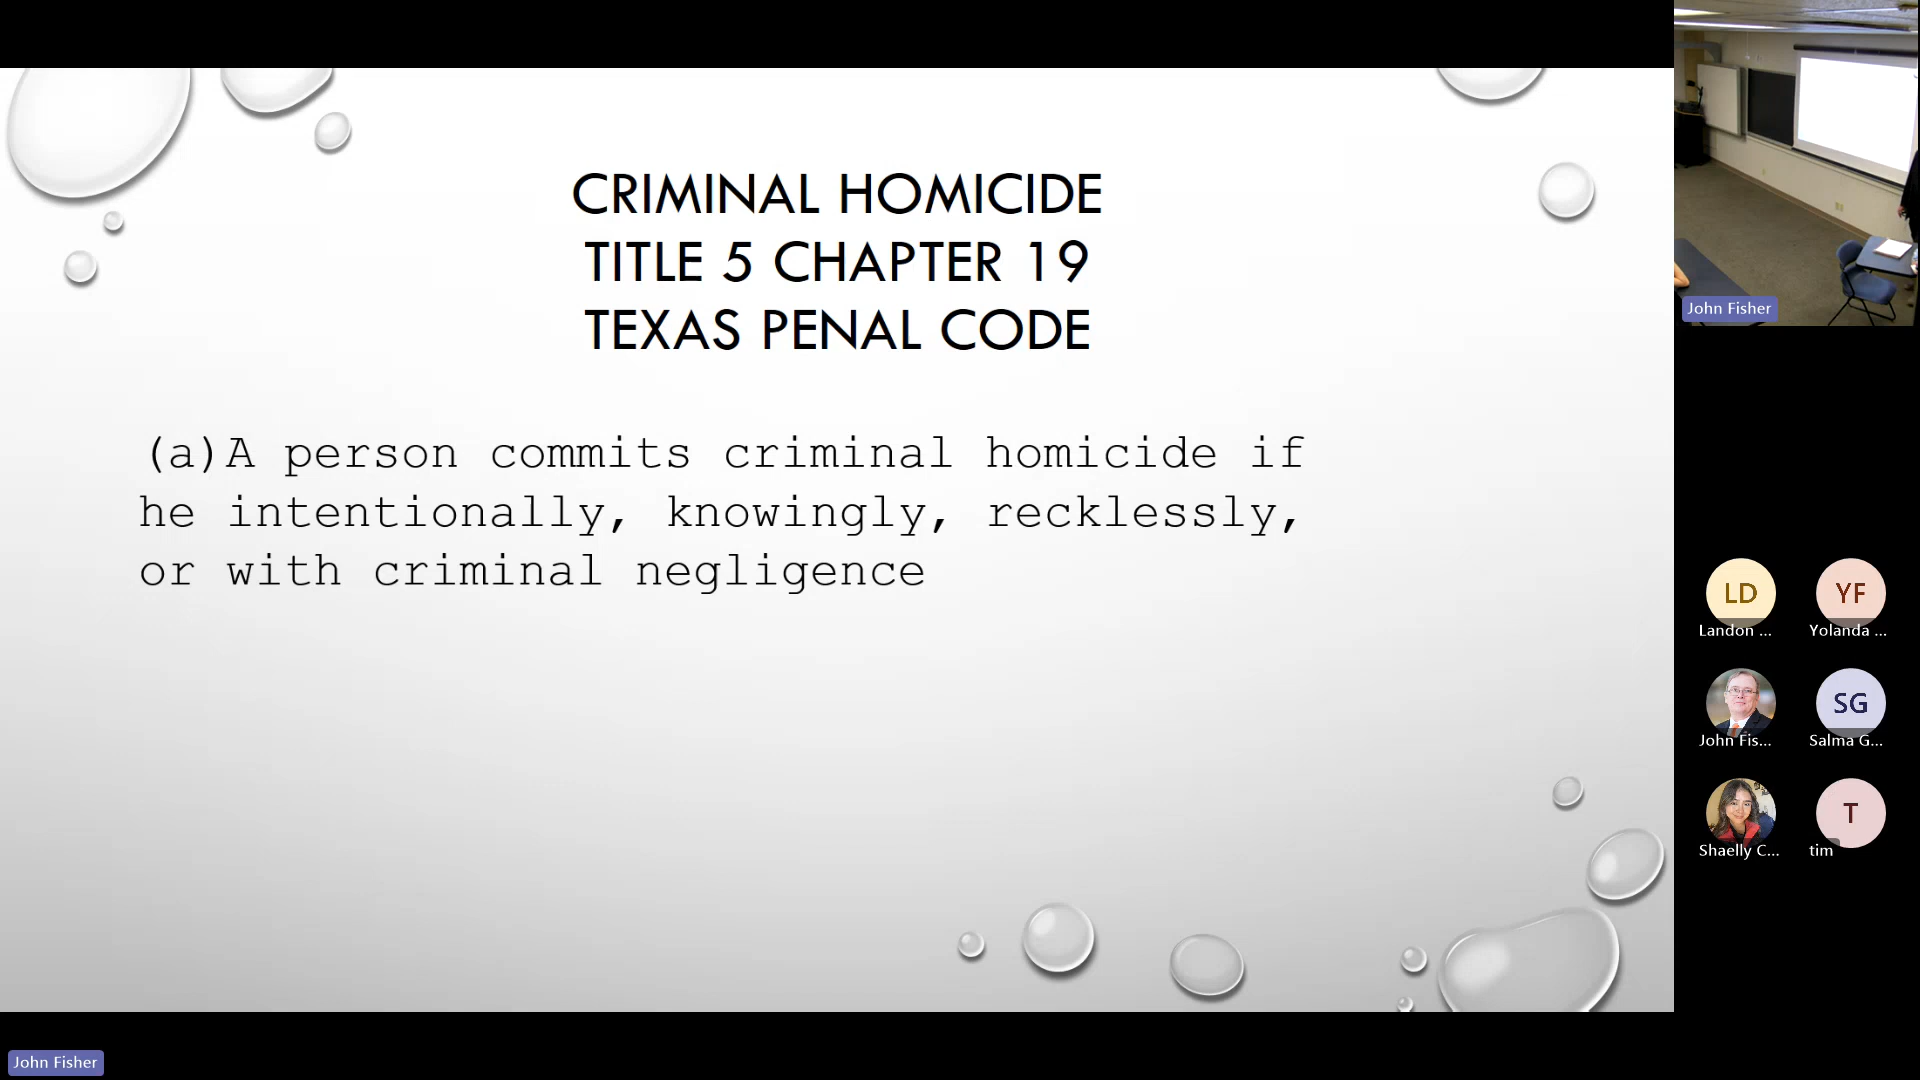 CRIMINAL HOMICIDE
TITLE 5 CHAPTER 19
TEXAS PENAL CODE
(a)A person commits criminal homicide if
he intentionally, knowingly, recklessly,
or with criminal negligence
John Fisher
LD
YF
Landon ...
Yolanda ...
SG
John Fis...
Salma G...
T
Shaelly C...
tim
John Fisher